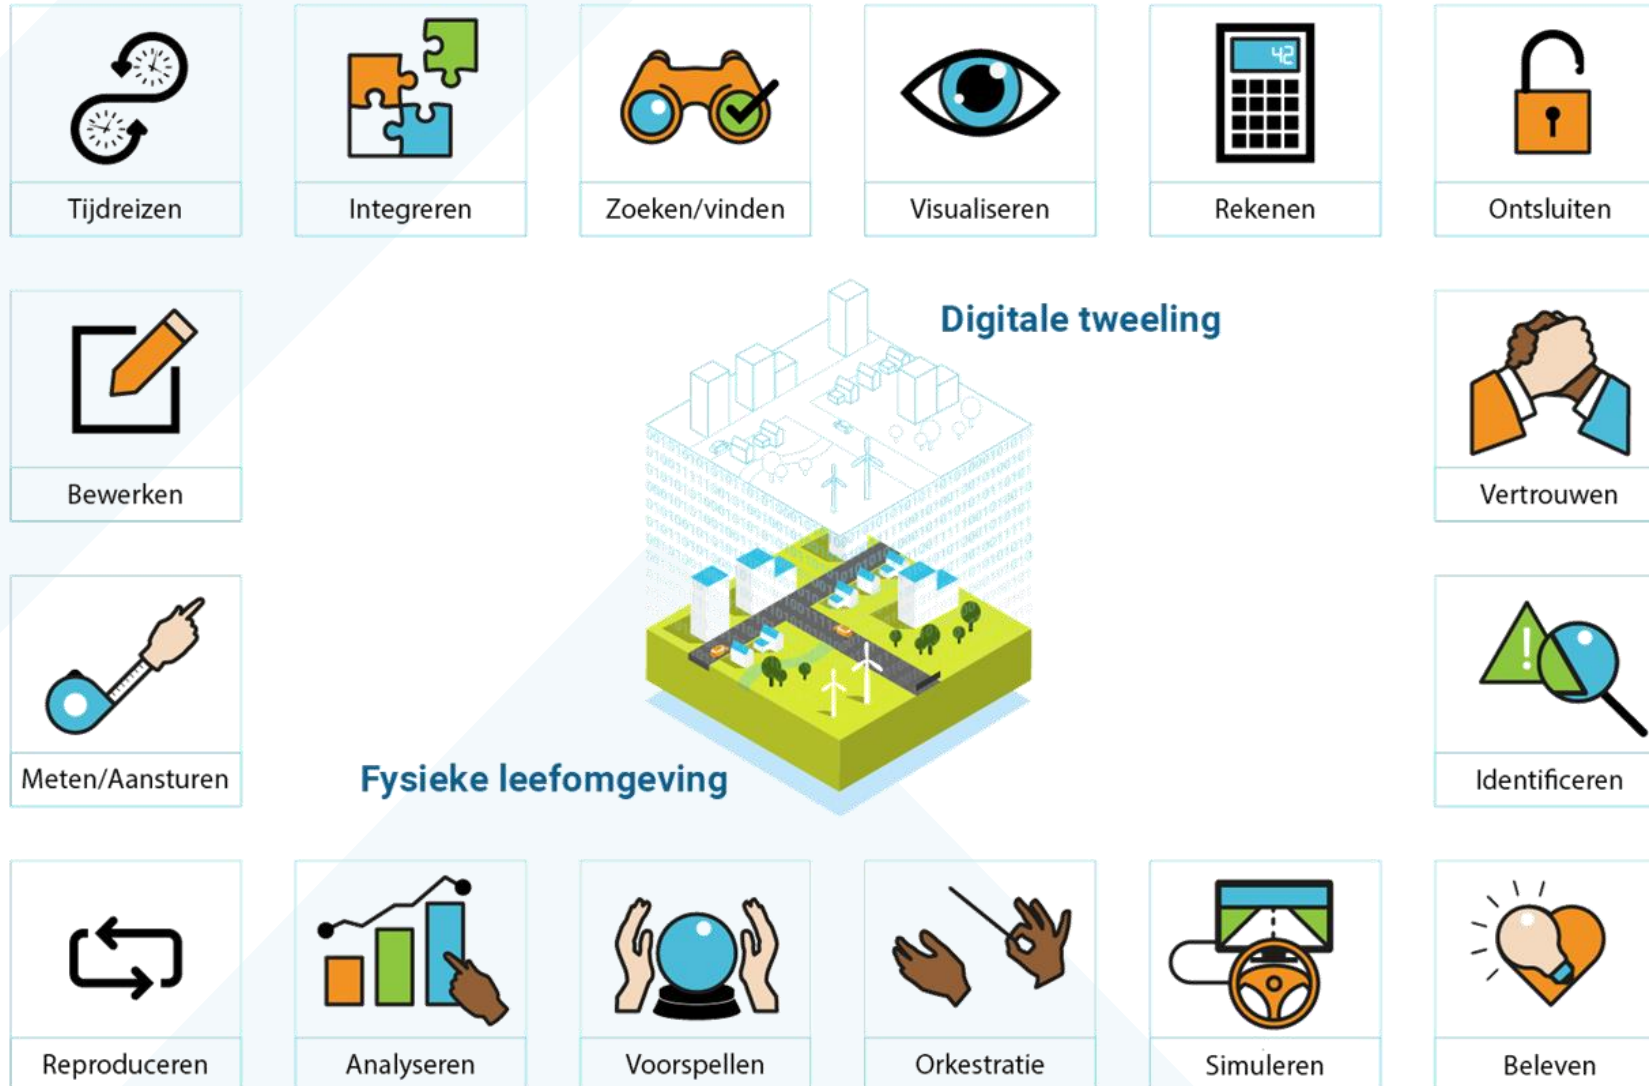 42
Tijdreizen
Integreren
Zoeken/vinden
Visualiseren
Rekenen
Ontsluiten
Digitale tweeling
Bewerken
Vertrouwen
!
Meten/Aansturen
Fysieke leefomgeving
Identificeren
Reproduceren
Analyseren
Voorspellen
Orkestratie
Simuleren
Beleven